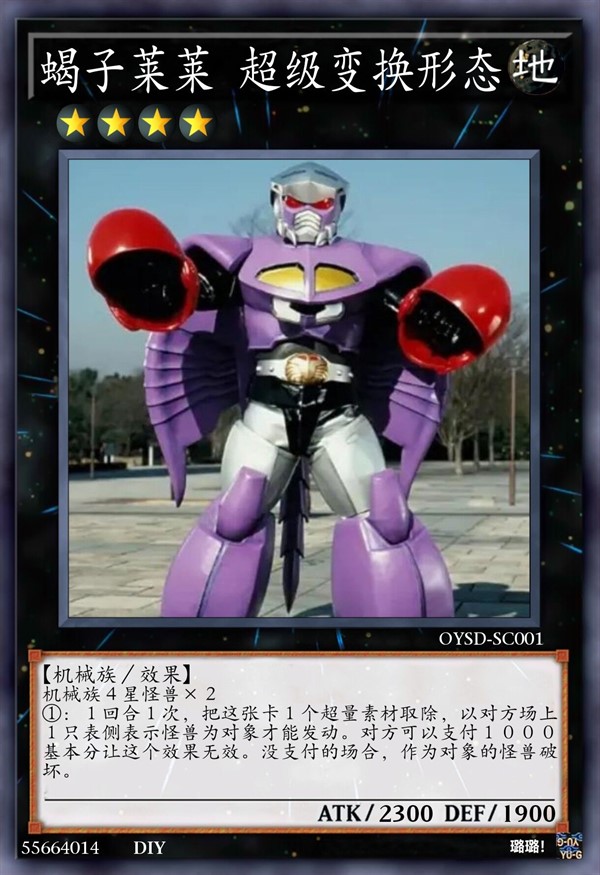 蝎子莱莱 超级变换形态 地
OYSD-SC001
【机械族／效果】
机械族４星怪兽×２
①：１回合１次，把这张卡１个超量素材取除，以对方场上
１只表侧表示怪兽为对象才能发动。对方可以支付１０００
基本分让这个效果无效。没支付的场合，作为对象的怪兽破
坏。
ATK/2300 DEF/1900
55664014 DIY 璐璐！